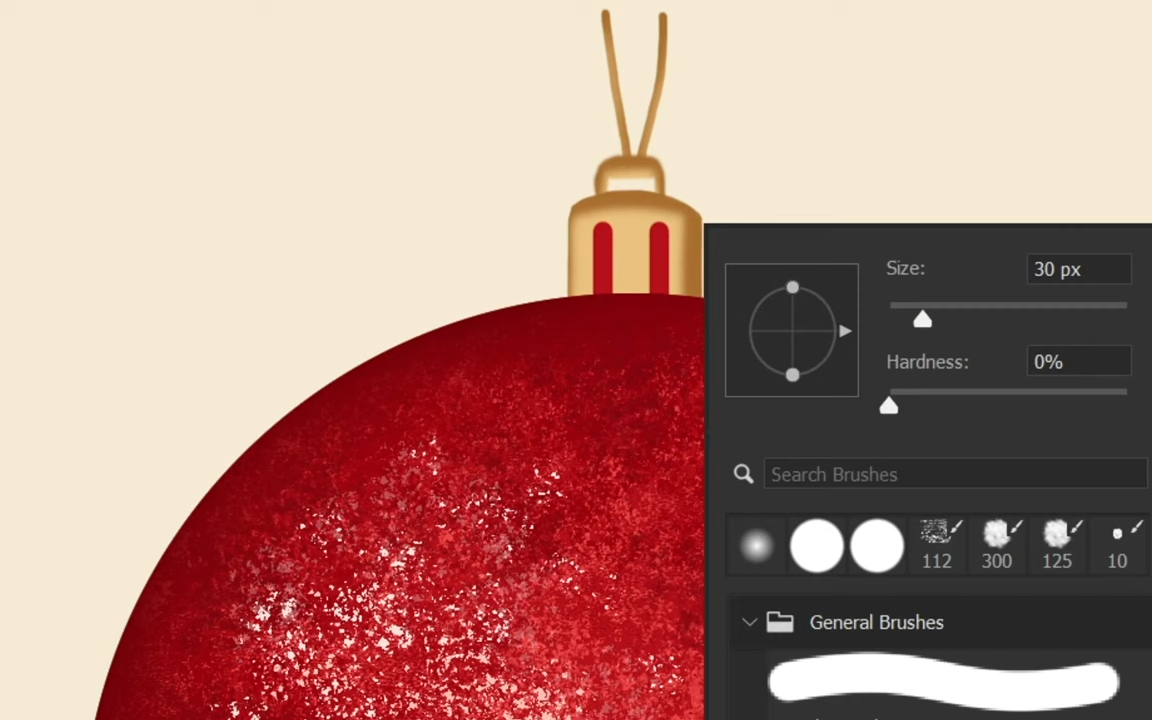 Size:
30 px
Hardness:
0%
Search Brushes
112
300
125
10
General Brushes